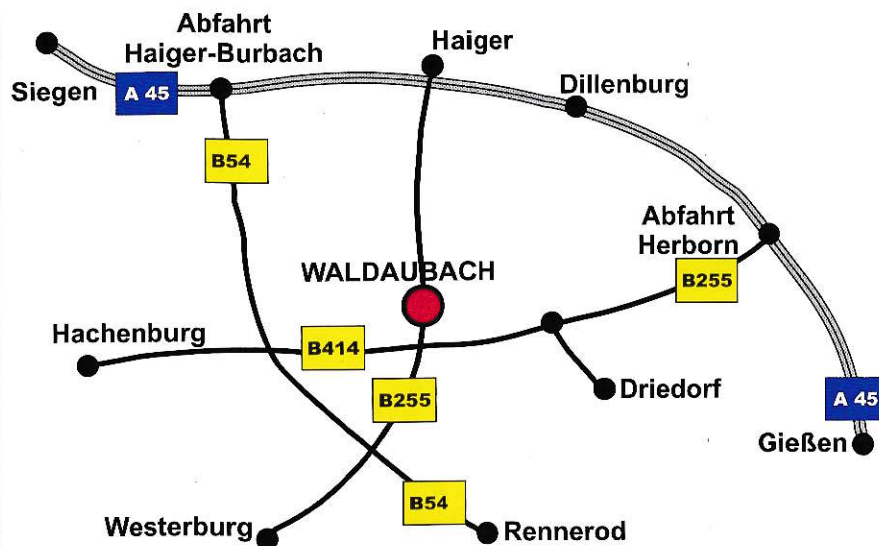 Abfahrt
Haiger-Burbach
Haiger
Siegen
A 45
Dillenburg
B54
Abfahrt
Herborn
WALDAUBACH
B255
Hachenburg
B414
B255
Driedorf
A 45
Gießen
B54
Westerburg
Rennerod